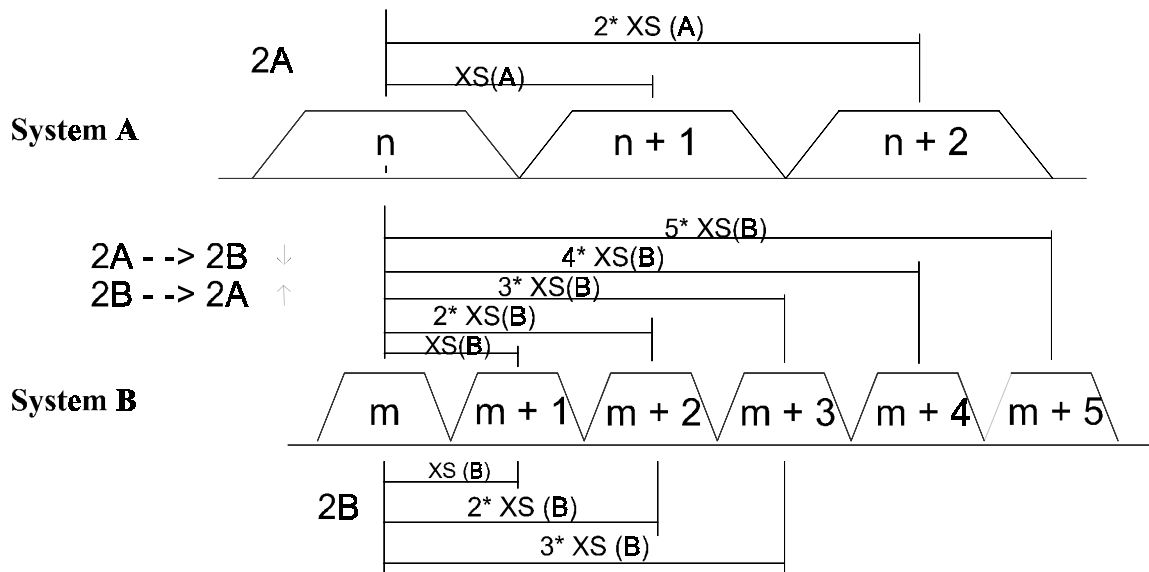 2* XS (A)
2A
XS(A)
System A
n
n + 1
n + 2
5* XS(B)
2A - -> 2B ↓
4* XS(B)
2B - -> 2A ↑
3* XS(B)
2* XS(B)
XS(B)
System B
m
m + 1
m + 2
m + 3
m + 4
m + 5
XS (B)
2B
2* XS (B)
3* XS (B)